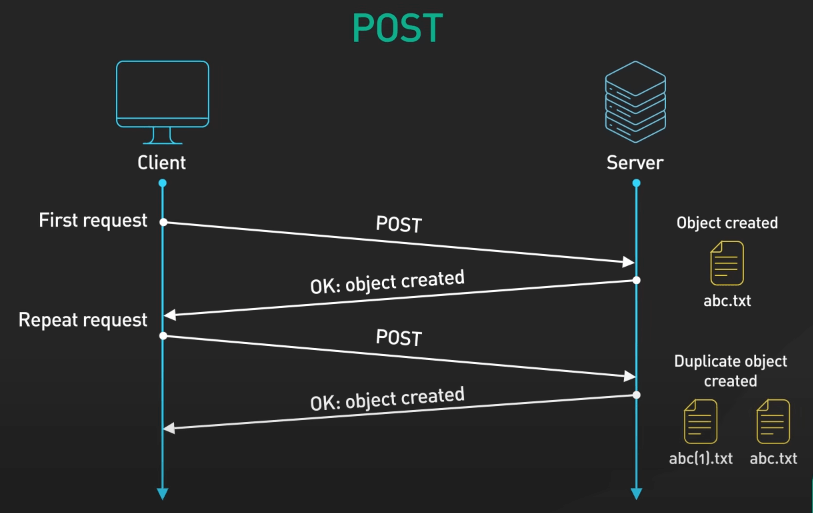 POST
Client
Server
First request
POST
Object created
abc.txt
OK: object created
Repeat request
POST
Duplicate object
created
OK: object created
abc(1).txt
abc.txt